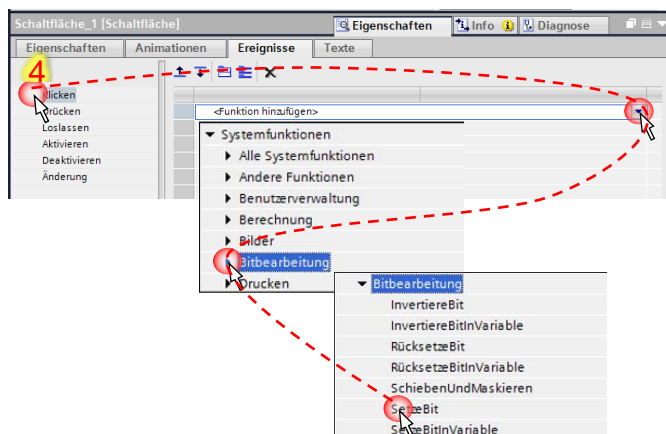 Schaltfläche_1 [Schaltfläche]
Eigenschaften Info Diagnose
Eigenschaften Animationen Ereignisse Texte
4
Klicken
Drücken
Loslassen
Aktivieren
Deaktivieren
Änderung
<Funktion hinzufügen>
Systemfunktionen
Alle Systemfunktionen
Andere Funktionen
Benutzerverwaltung
Berechnung
Bilder
Bitbearbeitung
Drucken
Bitbearbeitung
InvertiereBit
InvertiereBitInVariable
RücksetzeBit
RücksetzeBitInVariable
SchiebenUndMaskieren
SetzeBit
SetzeBitInVariable